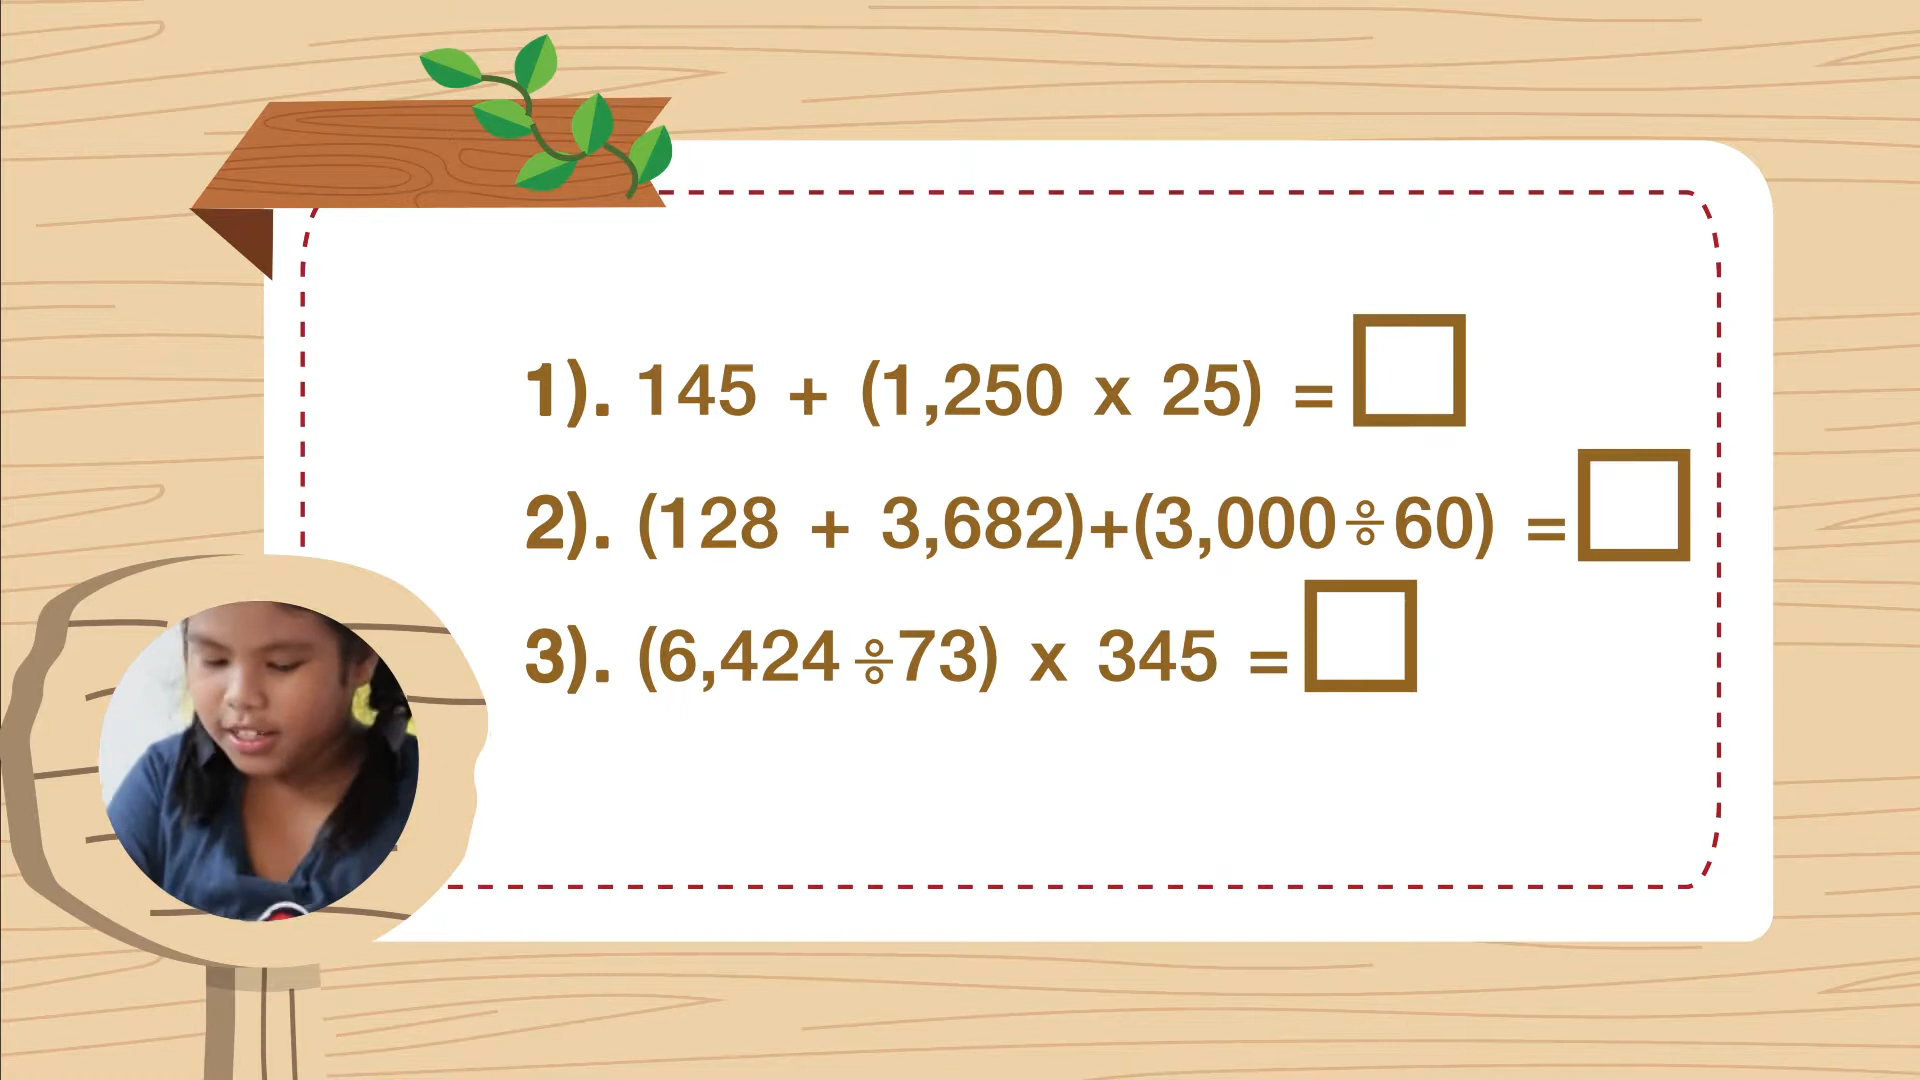 1). 145 + (1,250 x 25) =
2). (128 + 3,682)+(3,000÷60) =
3). (6,424÷73) x 345 =